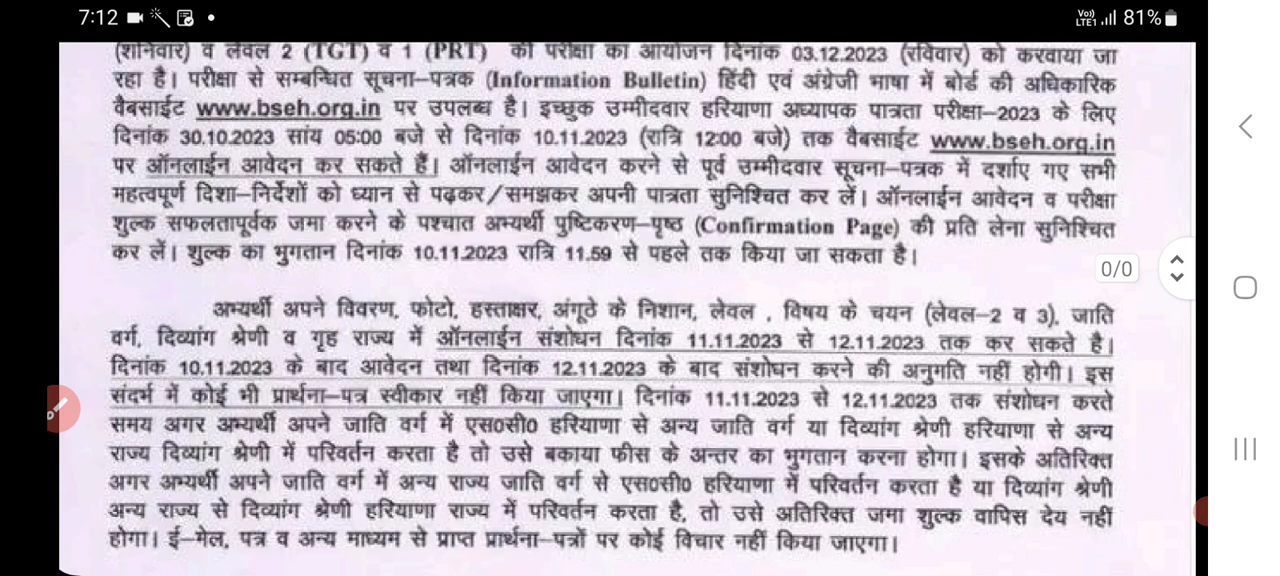 7:12
Vo) LTE1 81%
(शनिवार) व लेवल 2 (TGT) व 1 (PRT) की परीक्षा का आयोजन दिनांक 03.12.2023 (रविवार) को करवाया जा
रहा है। परीक्षा से सम्बन्धित सूचना–पत्रक (Information Bulletin) हिंदी एवं अंग्रेजी भाषा में बोर्ड की अधिकारिक
वैबसाईट www.bseh.org.in पर उपलब्ध है। इच्छुक उम्मीदवार हरियाणा अध्यापक पात्रता परीक्षा–2023 के लिए
दिनांक 30.10.2023 सांय 05:00 बजे से दिनांक 10.11.2023 (रात्रि 12:00 बजे) तक वैबसाईट www.bseh.org.in
पर ऑनलाईन आवेदन कर सकते हैं। ऑनलाईन आवेदन करने से पूर्व उम्मीदवार सूचना–पत्रक में दर्शाए गए सभी
महत्वपूर्ण दिशा–निर्देशों को ध्यान से पढ़कर/समझकर अपनी पात्रता सुनिश्चित कर लें। ऑनलाईन आवेदन व परीक्षा
शुल्क सफलतापूर्वक जमा करने के पश्चात अभ्यर्थी पुष्टिकरण–पृष्ठ (Confirmation Page) की प्रति लेना सुनिश्चित
कर लें। शुल्क का भुगतान दिनांक 10.11.2023 रात्रि 11.59 से पहले तक किया जा सकता है।
0/0
अभ्यर्थी अपने विवरण, फोटो, हस्ताक्षर, अंगूठे के निशान, लेवल , विषय के चयन (लेवल–2 व 3), जाति
वर्ग, दिव्यांग श्रेणी व गृह राज्य में ऑनलाईन संशोधन दिनांक 11.11.2023 से 12.11.2023 तक कर सकते है।
दिनांक 10.11.2023 के बाद आवेदन तथा दिनांक 12.11.2023 के बाद संशोधन करने की अनुमति नहीं होगी। इस
संदर्भ में कोई भी प्रार्थना–पत्र स्वीकार नहीं किया जाएगा। दिनांक 11.11.2023 से 12.11.2023 तक संशोधन करते
समय अगर अभ्यर्थी अपने जाति वर्ग में एस0सी0 हरियाणा से अन्य जाति वर्ग या दिव्यांग श्रेणी हरियाणा से अन्य
राज्य दिव्यांग श्रेणी में परिवर्तन करता है तो उसे बकाया फीस के अन्तर का भुगतान करना होगा। इसके अतिरिक्त
अगर अभ्यर्थी अपने जाति वर्ग में अन्य राज्य जाति वर्ग से एस0सी0 हरियाणा में परिवर्तन करता है या दिव्यांग श्रेणी
अन्य राज्य से दिव्यांग श्रेणी हरियाणा राज्य में परिवर्तन करता है, तो उसे अतिरिक्त जमा शुल्क वापिस देय नहीं
होगा। ई–मेल, पत्र व अन्य माध्यम से प्राप्त प्रार्थना–पत्रों पर कोई विचार नहीं किया जाएगा।